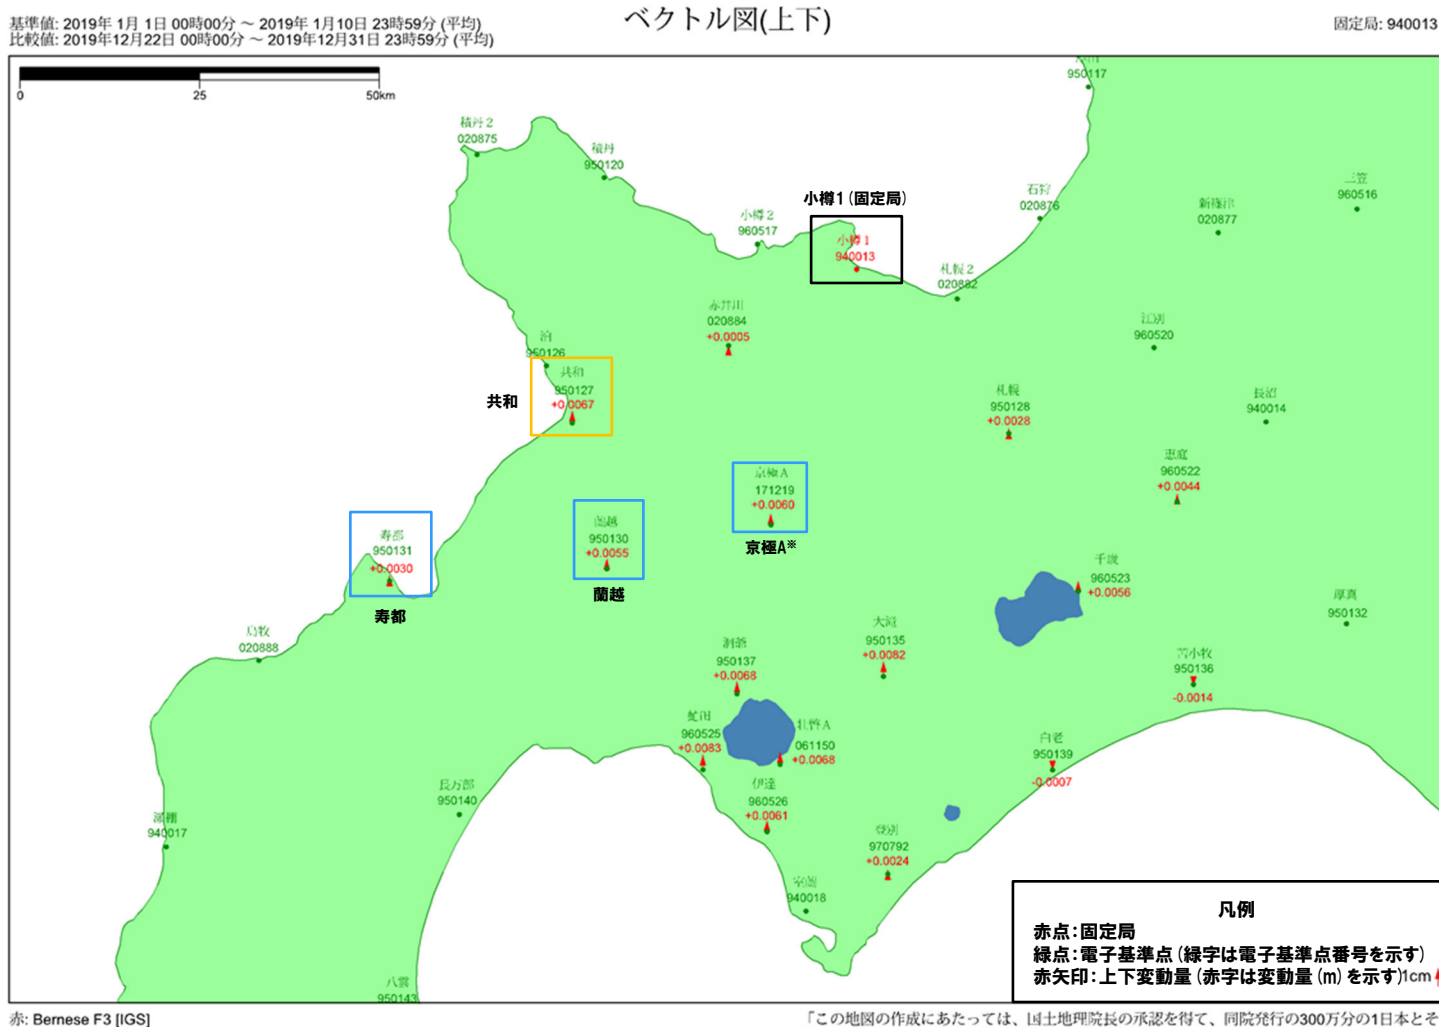 ベクトル図(上下)
基準値: 2019年 1月 1日 00時00分 ～ 2019年 1月10日 23時59分 (平均)
比較値: 2019年12月22日 00時00分 ～ 2019年12月31日 23時59分 (平均)
固定局: 940013
0 25 50km
950117
積丹2
020875
積丹
950120
小樽1(固定局)
小樽1
940013
小樽2
960517
石狩
020876
新篠津
020877
三笠
960516
札幌2
020882
赤井川
020884
+0.0005
江別
960520
泊
950126
共和
共和
950127
+0.0067
札幌
950128
+0.0028
長沼
940014
恵庭
960522
+0.0044
京極A
171219
+0.0060
京極A※
寿都
950131
+0.0030
寿都
蘭越
950130
+0.0055
蘭越
千歳
960523
+0.0056
厚真
950132
島牧
020888
大滝
950135
+0.0082
洞爺
950137
+0.0068
苫小牧
950136
-0.0014
虻田
960525
+0.0083
壮瞥A
061150
+0.0068
白老
950139
-0.0007
長万部
950140
伊達
960526
+0.0061
瀬棚
940017
登別
970792
+0.0024
室蘭
940018
八雲
950143
凡例
赤点：固定局
緑点：電子基準点(緑字は電子基準点番号を示す)
赤矢印：上下変動量(赤字は変動量(m)を示す) 1cm
赤: Bernese F3 [IGS]
「この地図の作成にあたっては、国土地理院長の承認を得て、同院発行の300万分の1日本とそ